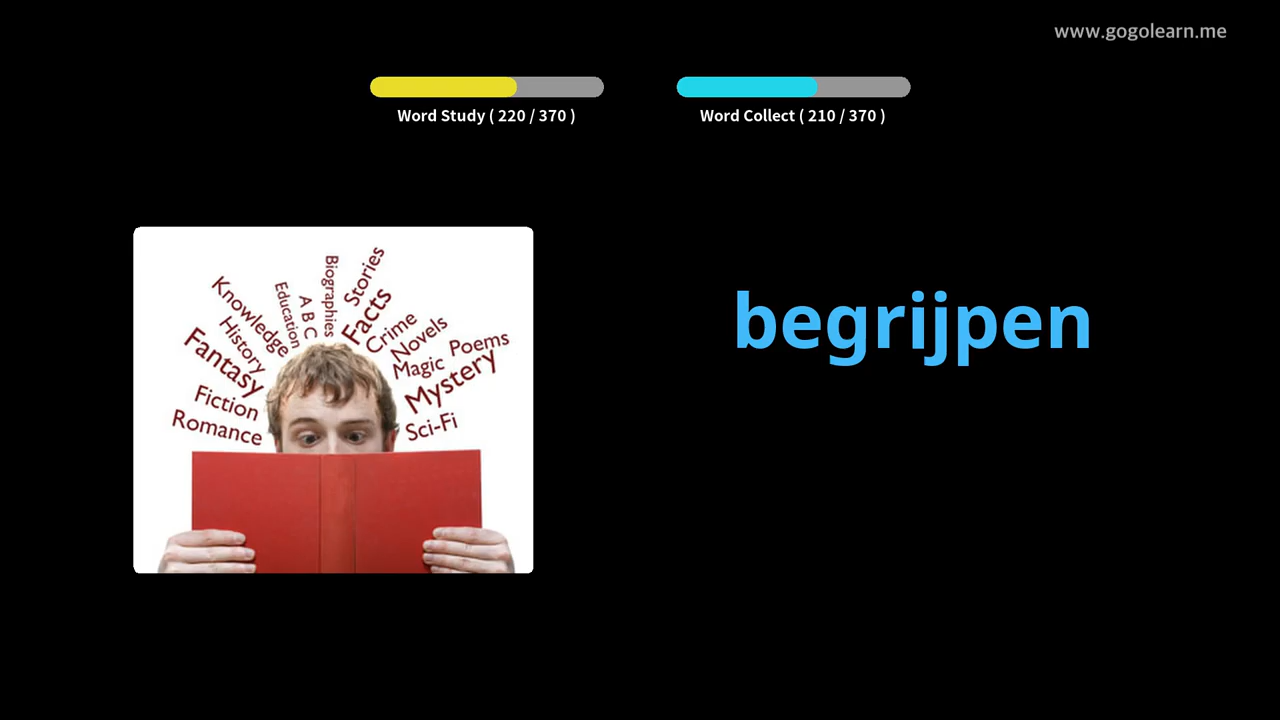 www.gogolearn.me
Word Study ( 220 / 370 )
Word Collect ( 210 / 370 )
begrijpen
Knowledge
Education
A B C
Biographies
Stories
History
Facts
Crime
Novels
Fantasy
Magic
Poems
Mystery
Fiction
Romance
Sci-Fi